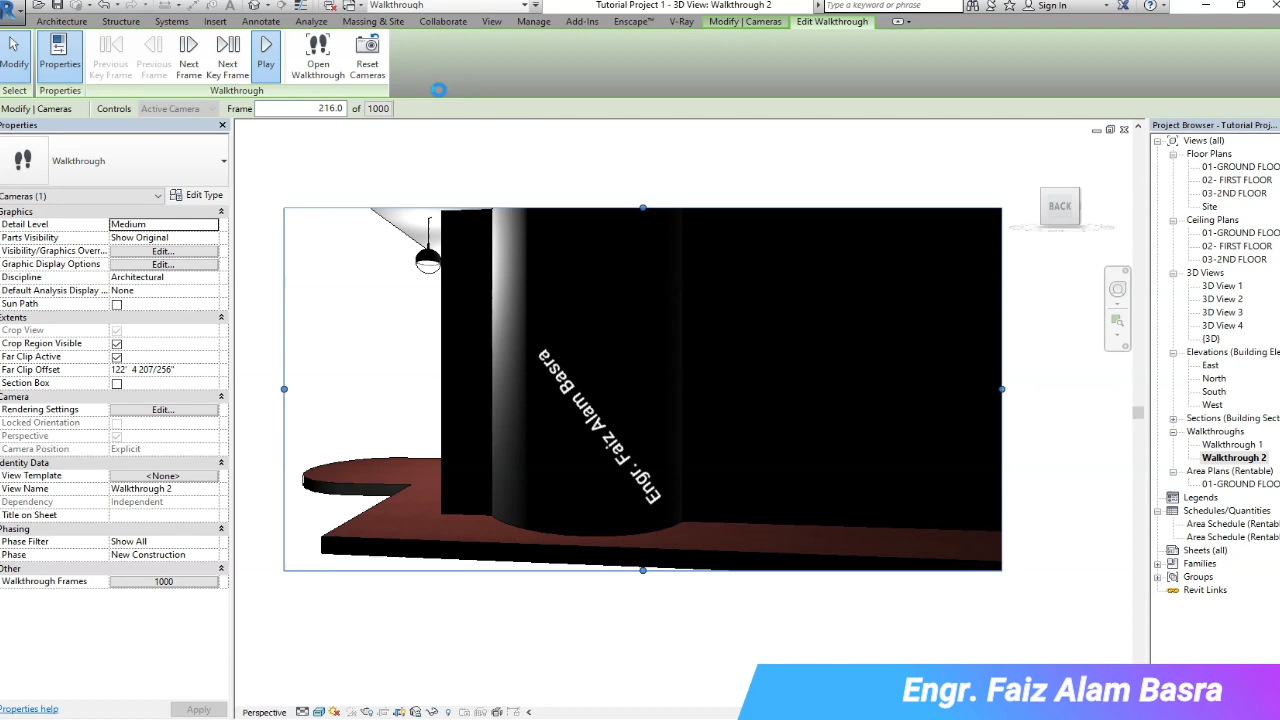 Walkthrough
Tutorial Project 1 - 3D View: Walkthrough 2
Type a keyword or phrase
Sign In
Architecture Structure Systems Insert Annotate Analyze Massing & Site Collaborate View Manage Add-Ins Enscape™ V-Ray Modify | Cameras Edit Walkthrough
Modify Properties Previous Key Frame Previous Frame Next Frame Next Key Frame Play Open Walkthrough Reset Cameras
Select Properties Walkthrough
Modify | Cameras Controls Active Camera Frame 216.0 of 1000
Properties
Walkthrough
Cameras (1) Edit Type
Graphics
Detail Level Medium
Parts Visibility Show Original
Visibility/Graphics Overr... Edit...
Graphic Display Options Edit...
Discipline Architectural
Default Analysis Display ... None
Sun Path
Extents
Crop View
Crop Region Visible
Far Clip Active
Far Clip Offset 122' 4 207/256"
Section Box
Camera
Rendering Settings Edit...
Locked Orientation
Perspective
Camera Position Explicit
Identity Data
View Template <None>
View Name Walkthrough 2
Dependency Independent
Title on Sheet
Phasing
Phase Filter Show All
Phase New Construction
Other
Walkthrough Frames 1000
Properties help Apply
BACK
Engr. Faiz Alam Basra
Perspective
Project Browser - Tutorial Proj...
Views (all)
Floor Plans
01-GROUND FLOO
02- FIRST FLOOR
03-2ND FLOOR
Site
Ceiling Plans
01-GROUND FLOO
02- FIRST FLOOR
03-2ND FLOOR
3D Views
3D View 1
3D View 2
3D View 3
3D View 4
{3D}
Elevations (Building Ele
East
North
South
West
Sections (Building Sect
Walkthroughs
Walkthrough 1
Walkthrough 2
Area Plans (Rentable)
01-GROUND FLOO
Legends
Schedules/Quantities
Area Schedule (Rentab
Area Schedule (Rentab
Sheets (all)
Families
Groups
Revit Links
Engr. Faiz Alam Basra